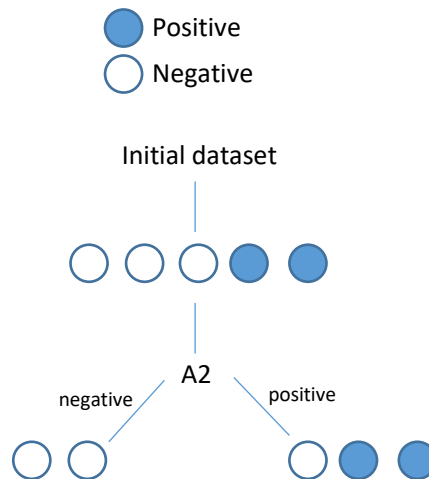 Positive
Negative
Initial dataset
A2
negative
positive